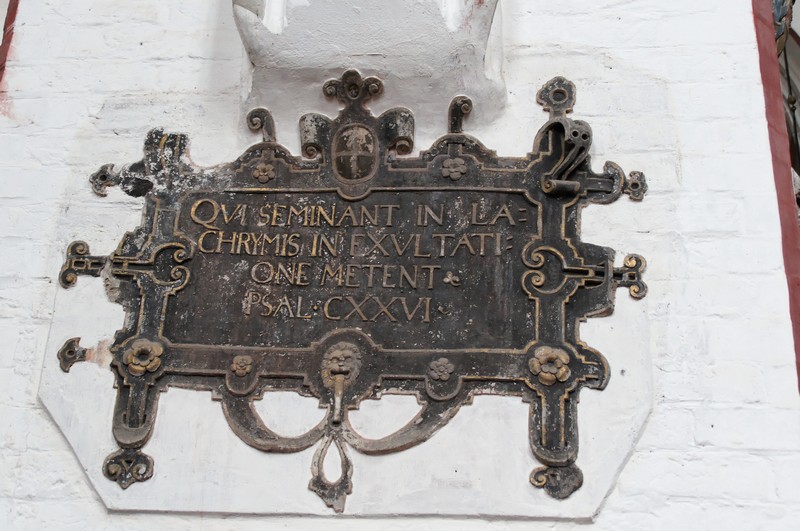 QVI SEMINANT IN LA:
CHRYMIS IN EXVLTATI:
ONE METENT
PSAL·CXXVI